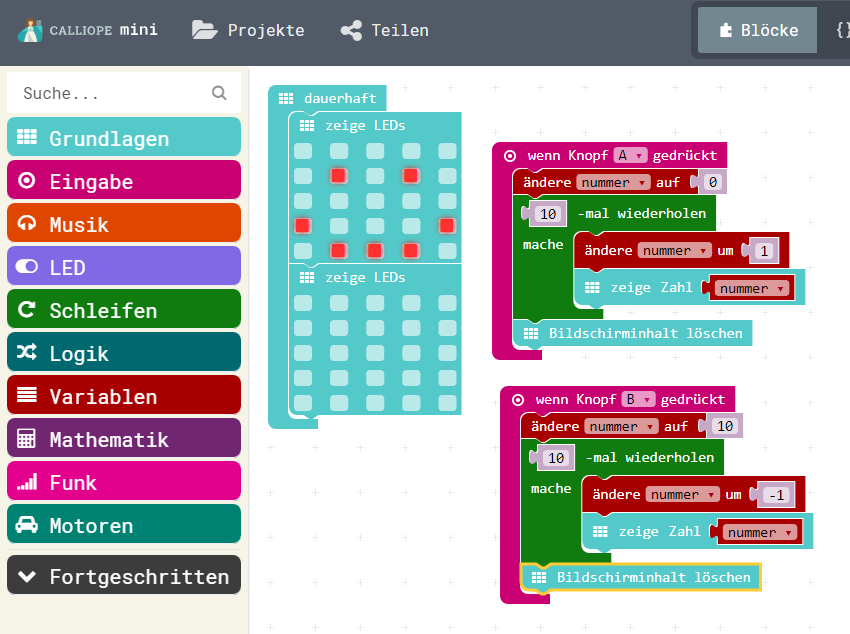 CALLIOPE mini Projekte Teilen Blöcke {}
Suche...
Grundlagen
Eingabe
Musik
LED
Schleifen
Logik
Variablen
Mathematik
Funk
Motoren
Fortgeschritten
dauerhaft
zeige LEDs
zeige LEDs
wenn Knopf A gedrückt
ändere nummer auf 0
10 -mal wiederholen
mache ändere nummer um 1
zeige Zahl nummer
Bildschirminhalt löschen
wenn Knopf B gedrückt
ändere nummer auf 10
10 -mal wiederholen
mache ändere nummer um -1
zeige Zahl nummer
Bildschirminhalt löschen